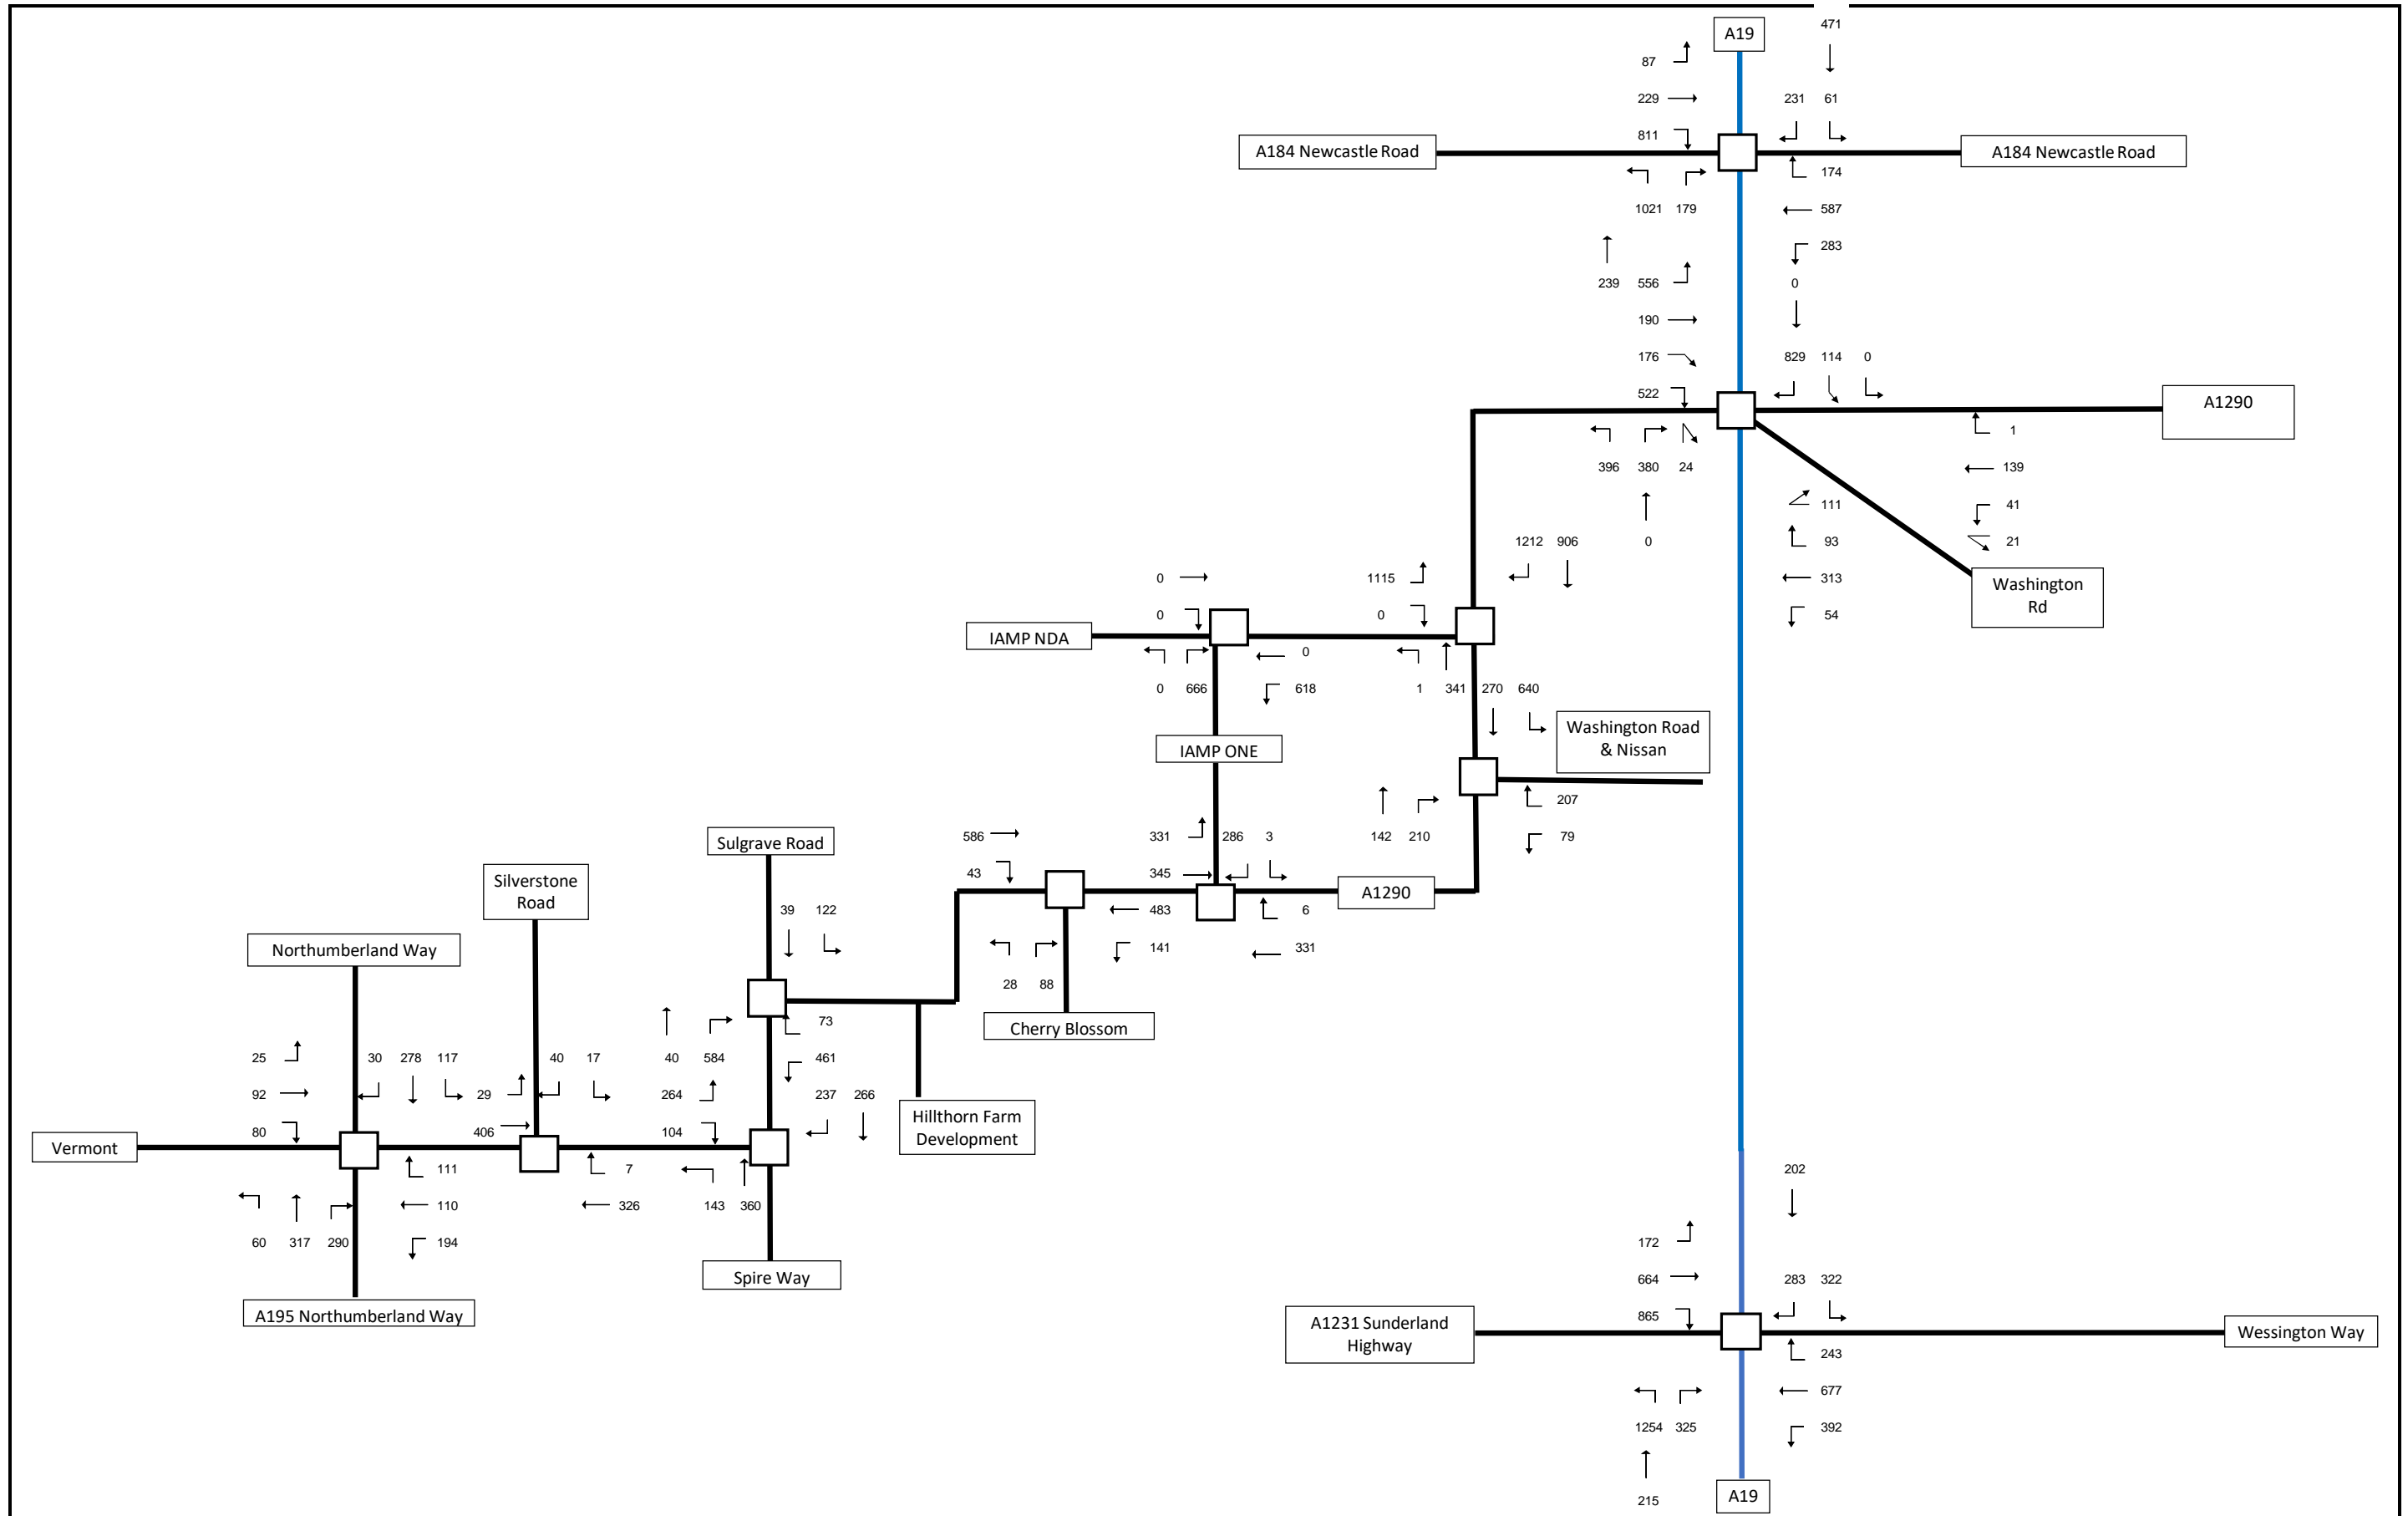 471
A19
87
229 231 61
811
A184 Newcastle Road A184 Newcastle Road
174
1021 179 587
283
239 556 0
190
176 829 114 0
522
A1290
1
396 380 24 139
111 41
1212 906 0 93 21
0 1115 313
Washington
Rd
0 0 54
IAMP NDA
0
0 666 618 1 341 270 640
Washington Road
& Nissan
IAMP ONE
207
586 331 286 3 142 210 79
Sulgrave Road
43 345
Silverstone
Road
A1290
39 122 483 6
Northumberland Way
141 331
28 88
73
Cherry Blossom
25 30 278 117 40 17 40 584 461
92 29 264 237 266
Hillthorn Farm
Development
80 406 104
Vermont
111 7 202
110 326 143 360
60 317 290 194 172
Spire Way
664 283 322
A195 Northumberland Way
865
A1231 Sunderland
Highway
Wessington Way
243
677
1254 325 392
215
A19